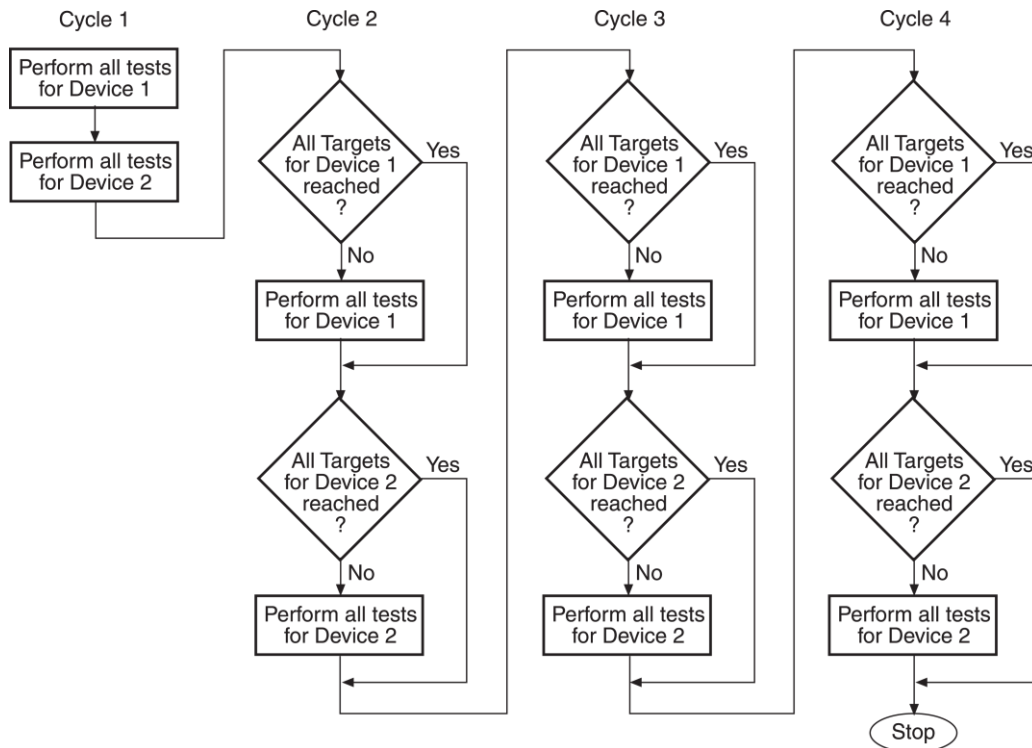 Cycle 1
Perform all tests
for Device 1
Perform all tests
for Device 2
Cycle 2
All Targets
for Device 1
reached
?
Yes
No
Perform all tests
for Device 1
All Targets
for Device 2
reached
?
Yes
No
Perform all tests
for Device 2
Cycle 3
All Targets
for Device 1
reached
?
Yes
No
Perform all tests
for Device 1
All Targets
for Device 2
reached
?
Yes
No
Perform all tests
for Device 2
Cycle 4
All Targets
for Device 1
reached
?
Yes
No
Perform all tests
for Device 1
All Targets
for Device 2
reached
?
Yes
No
Perform all tests
for Device 2
Stop